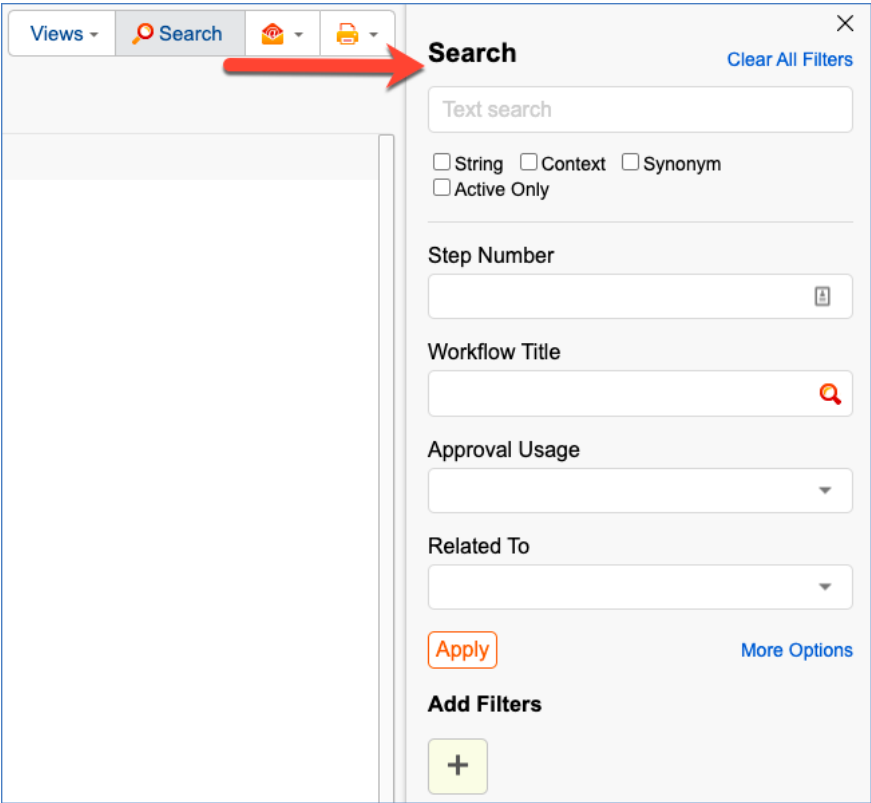 Views Search
Search
Clear All Filters
Text search
String Context Synonym
Active Only
Step Number
Workflow Title
Approval Usage
Related To
Apply More Options
Add Filters
+